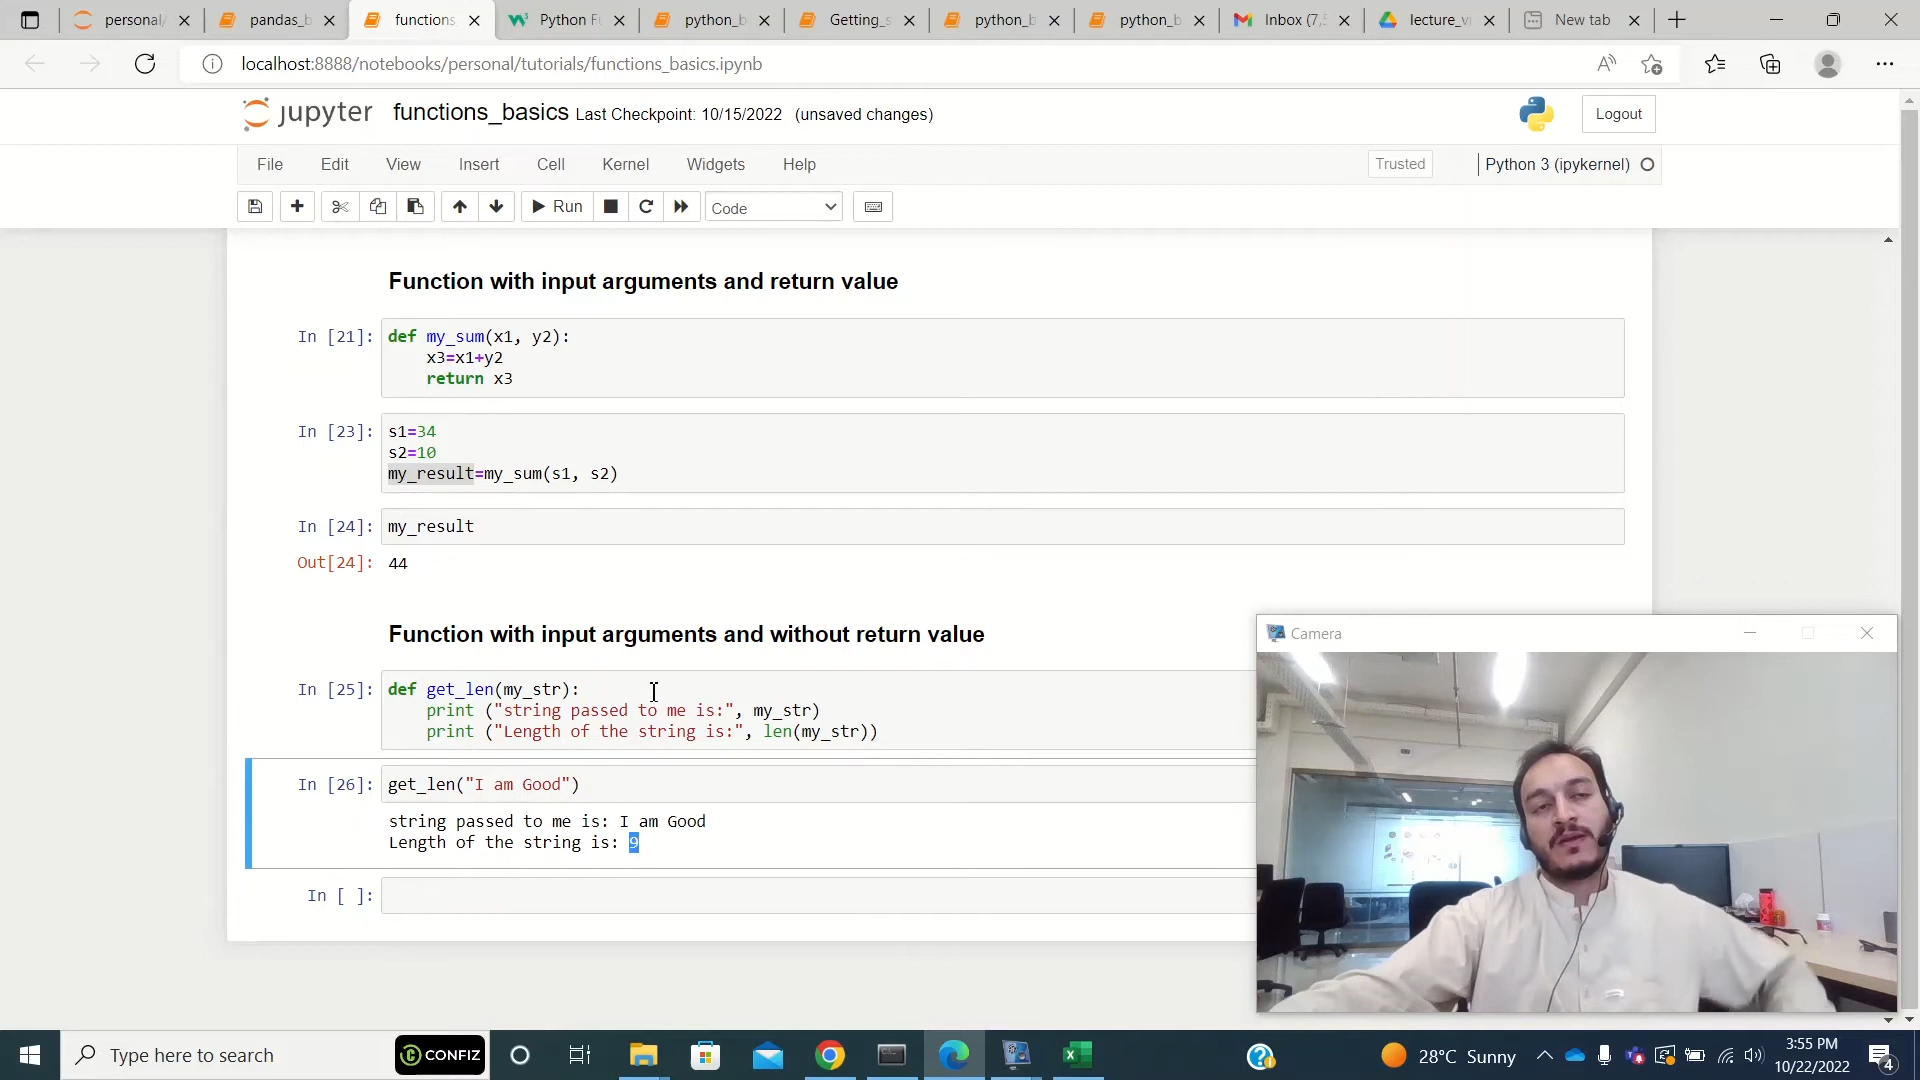 personal/
pandas_b
functions_
Python Fu
python_b
Getting_s
python_b
python_b
Inbox (7,5
lecture_vi
New tab
localhost:8888/notebooks/personal/tutorials/functions_basics.ipynb
jupyter functions_basics Last Checkpoint: 10/15/2022 (unsaved changes)
Logout
File Edit View Insert Cell Kernel Widgets Help
Trusted
Python 3 (ipykernel)
Run
Code
Function with input arguments and return value
In [21]: def my_sum(x1, y2):
x3=x1+y2
return x3
In [23]: s1=34
s2=10
my_result=my_sum(s1, s2)
In [24]: my_result
Out[24]: 44
Function with input arguments and without return value
In [25]: def get_len(my_str):
print ("string passed to me is:", my_str)
print ("Length of the string is:", len(my_str))
In [26]: get_len("I am Good")
string passed to me is: I am Good
Length of the string is: 9
In [ ]:
Camera
Type here to search
CONFIZ
28°C Sunny
3:55 PM
10/22/2022
4